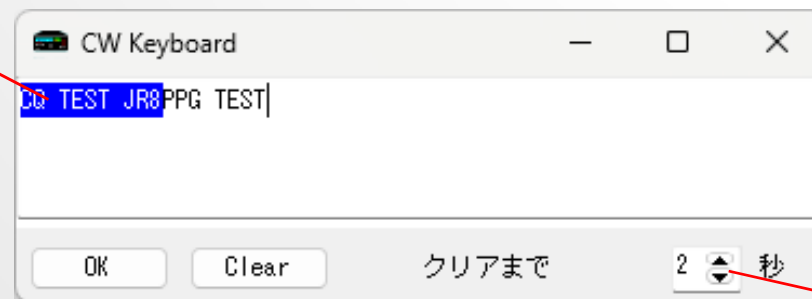 CW Keyboard
CQ TEST JR8PPG TEST
OK Clear クリアまで 2 秒